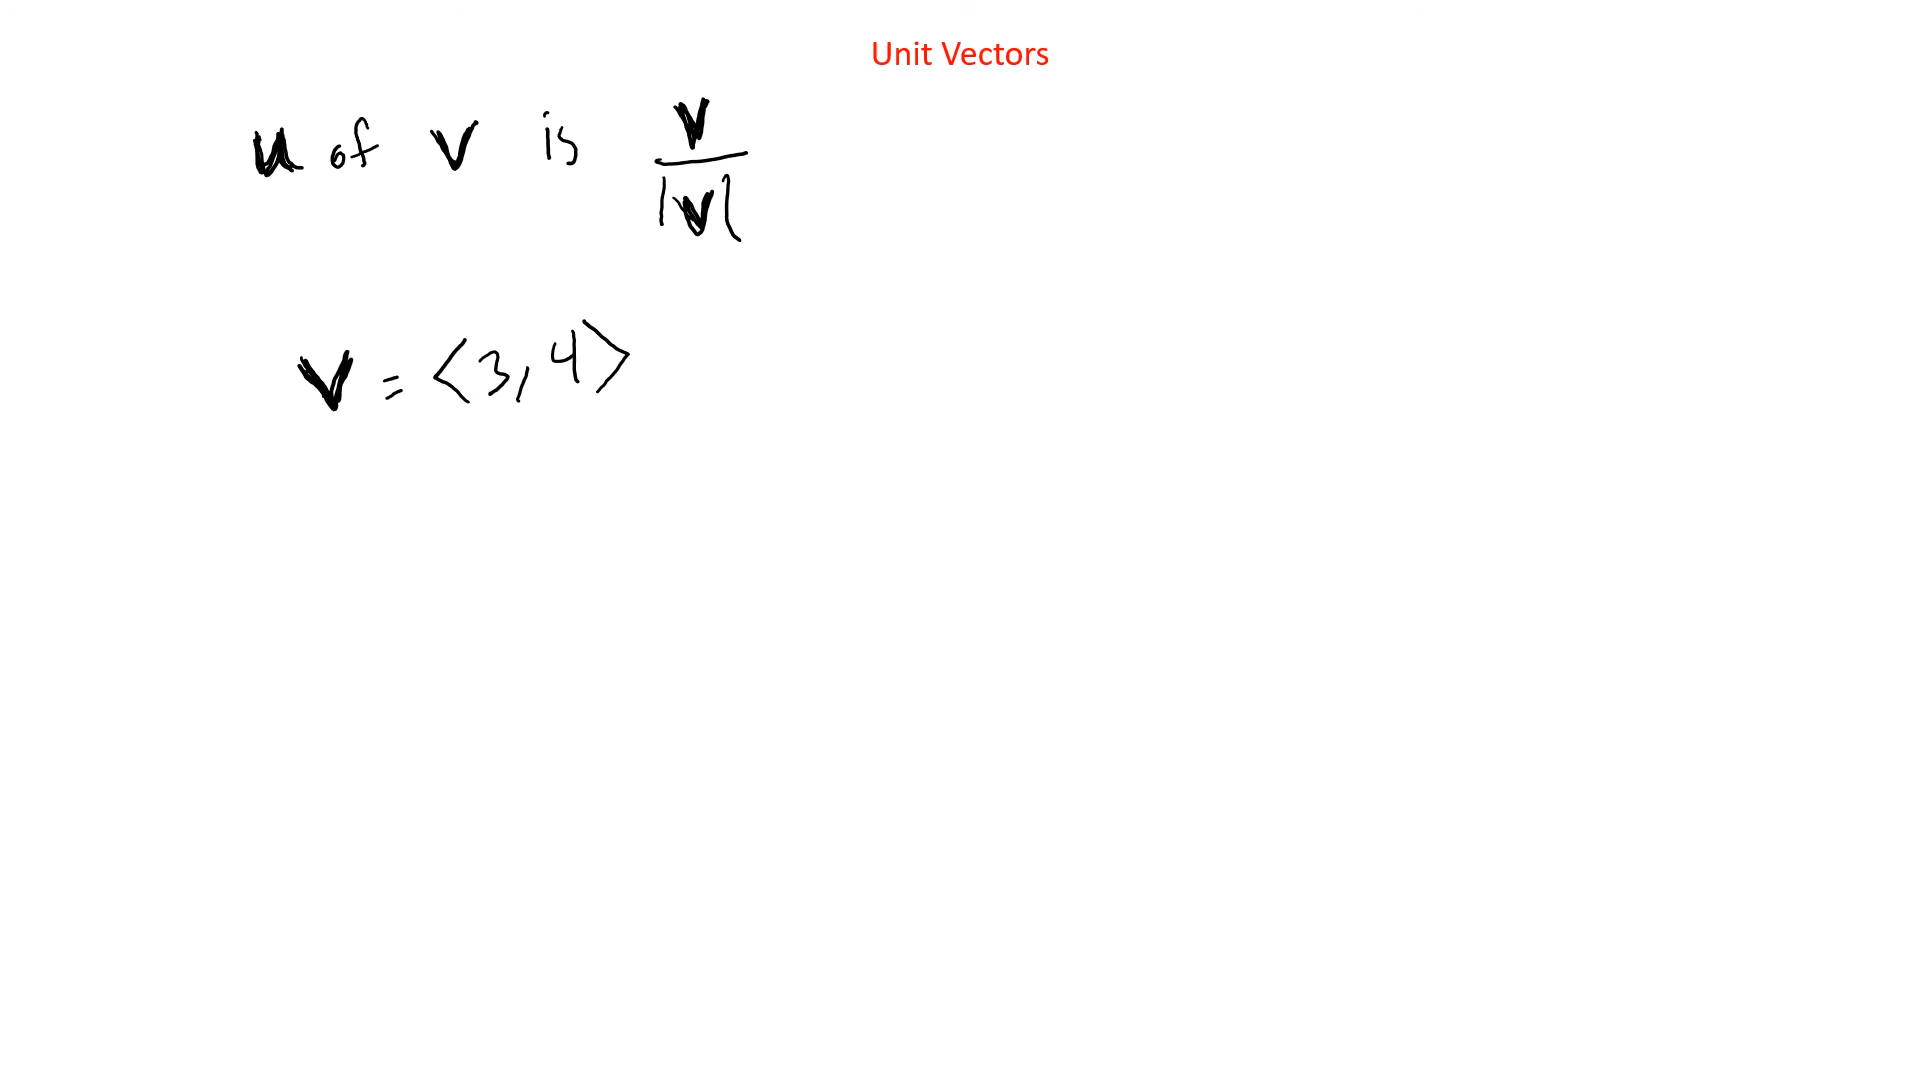 Unit Vectors
u of v is v
|v|
v = <3, 4>